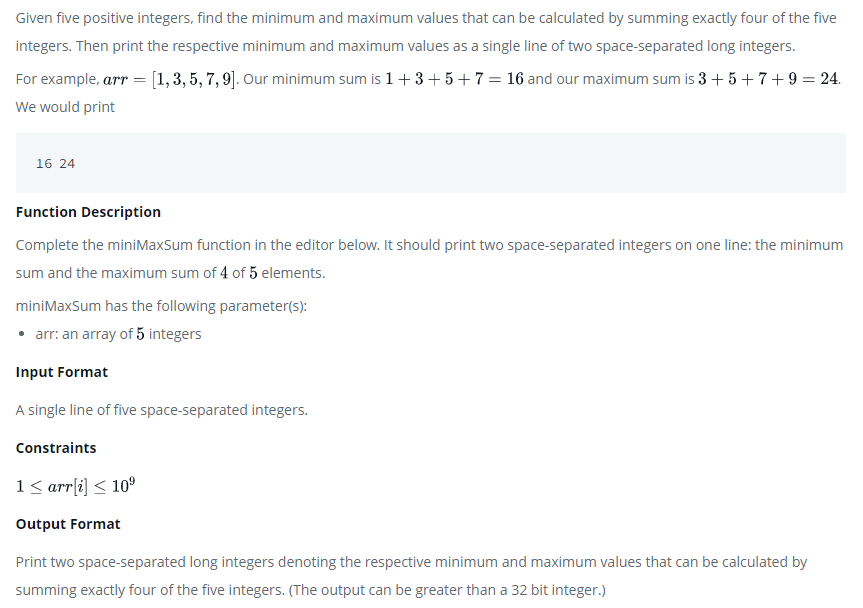 Given five positive integers, find the minimum and maximum values that can be calculated by summing exactly four of the five
integers. Then print the respective minimum and maximum values as a single line of two space-separated long integers.
For example, arr = [1, 3, 5, 7, 9]. Our minimum sum is 1 + 3 + 5 + 7 = 16 and our maximum sum is 3 + 5 + 7 + 9 = 24.
We would print
16 24
Function Description
Complete the miniMaxSum function in the editor below. It should print two space-separated integers on one line: the minimum
sum and the maximum sum of 4 of 5 elements.
miniMaxSum has the following parameter(s):
• arr: an array of 5 integers
Input Format
A single line of five space-separated integers.
Constraints
1 ≤ arr[i] ≤ 10⁹
Output Format
Print two space-separated long integers denoting the respective minimum and maximum values that can be calculated by
summing exactly four of the five integers. (The output can be greater than a 32 bit integer.)